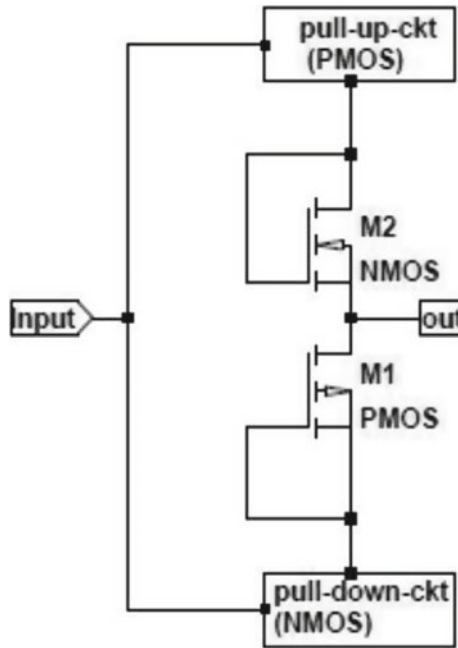 pull-up-ckt
(PMOS)
M2
NMOS
Input
out
M1
PMOS
pull-down-ckt
(NMOS)